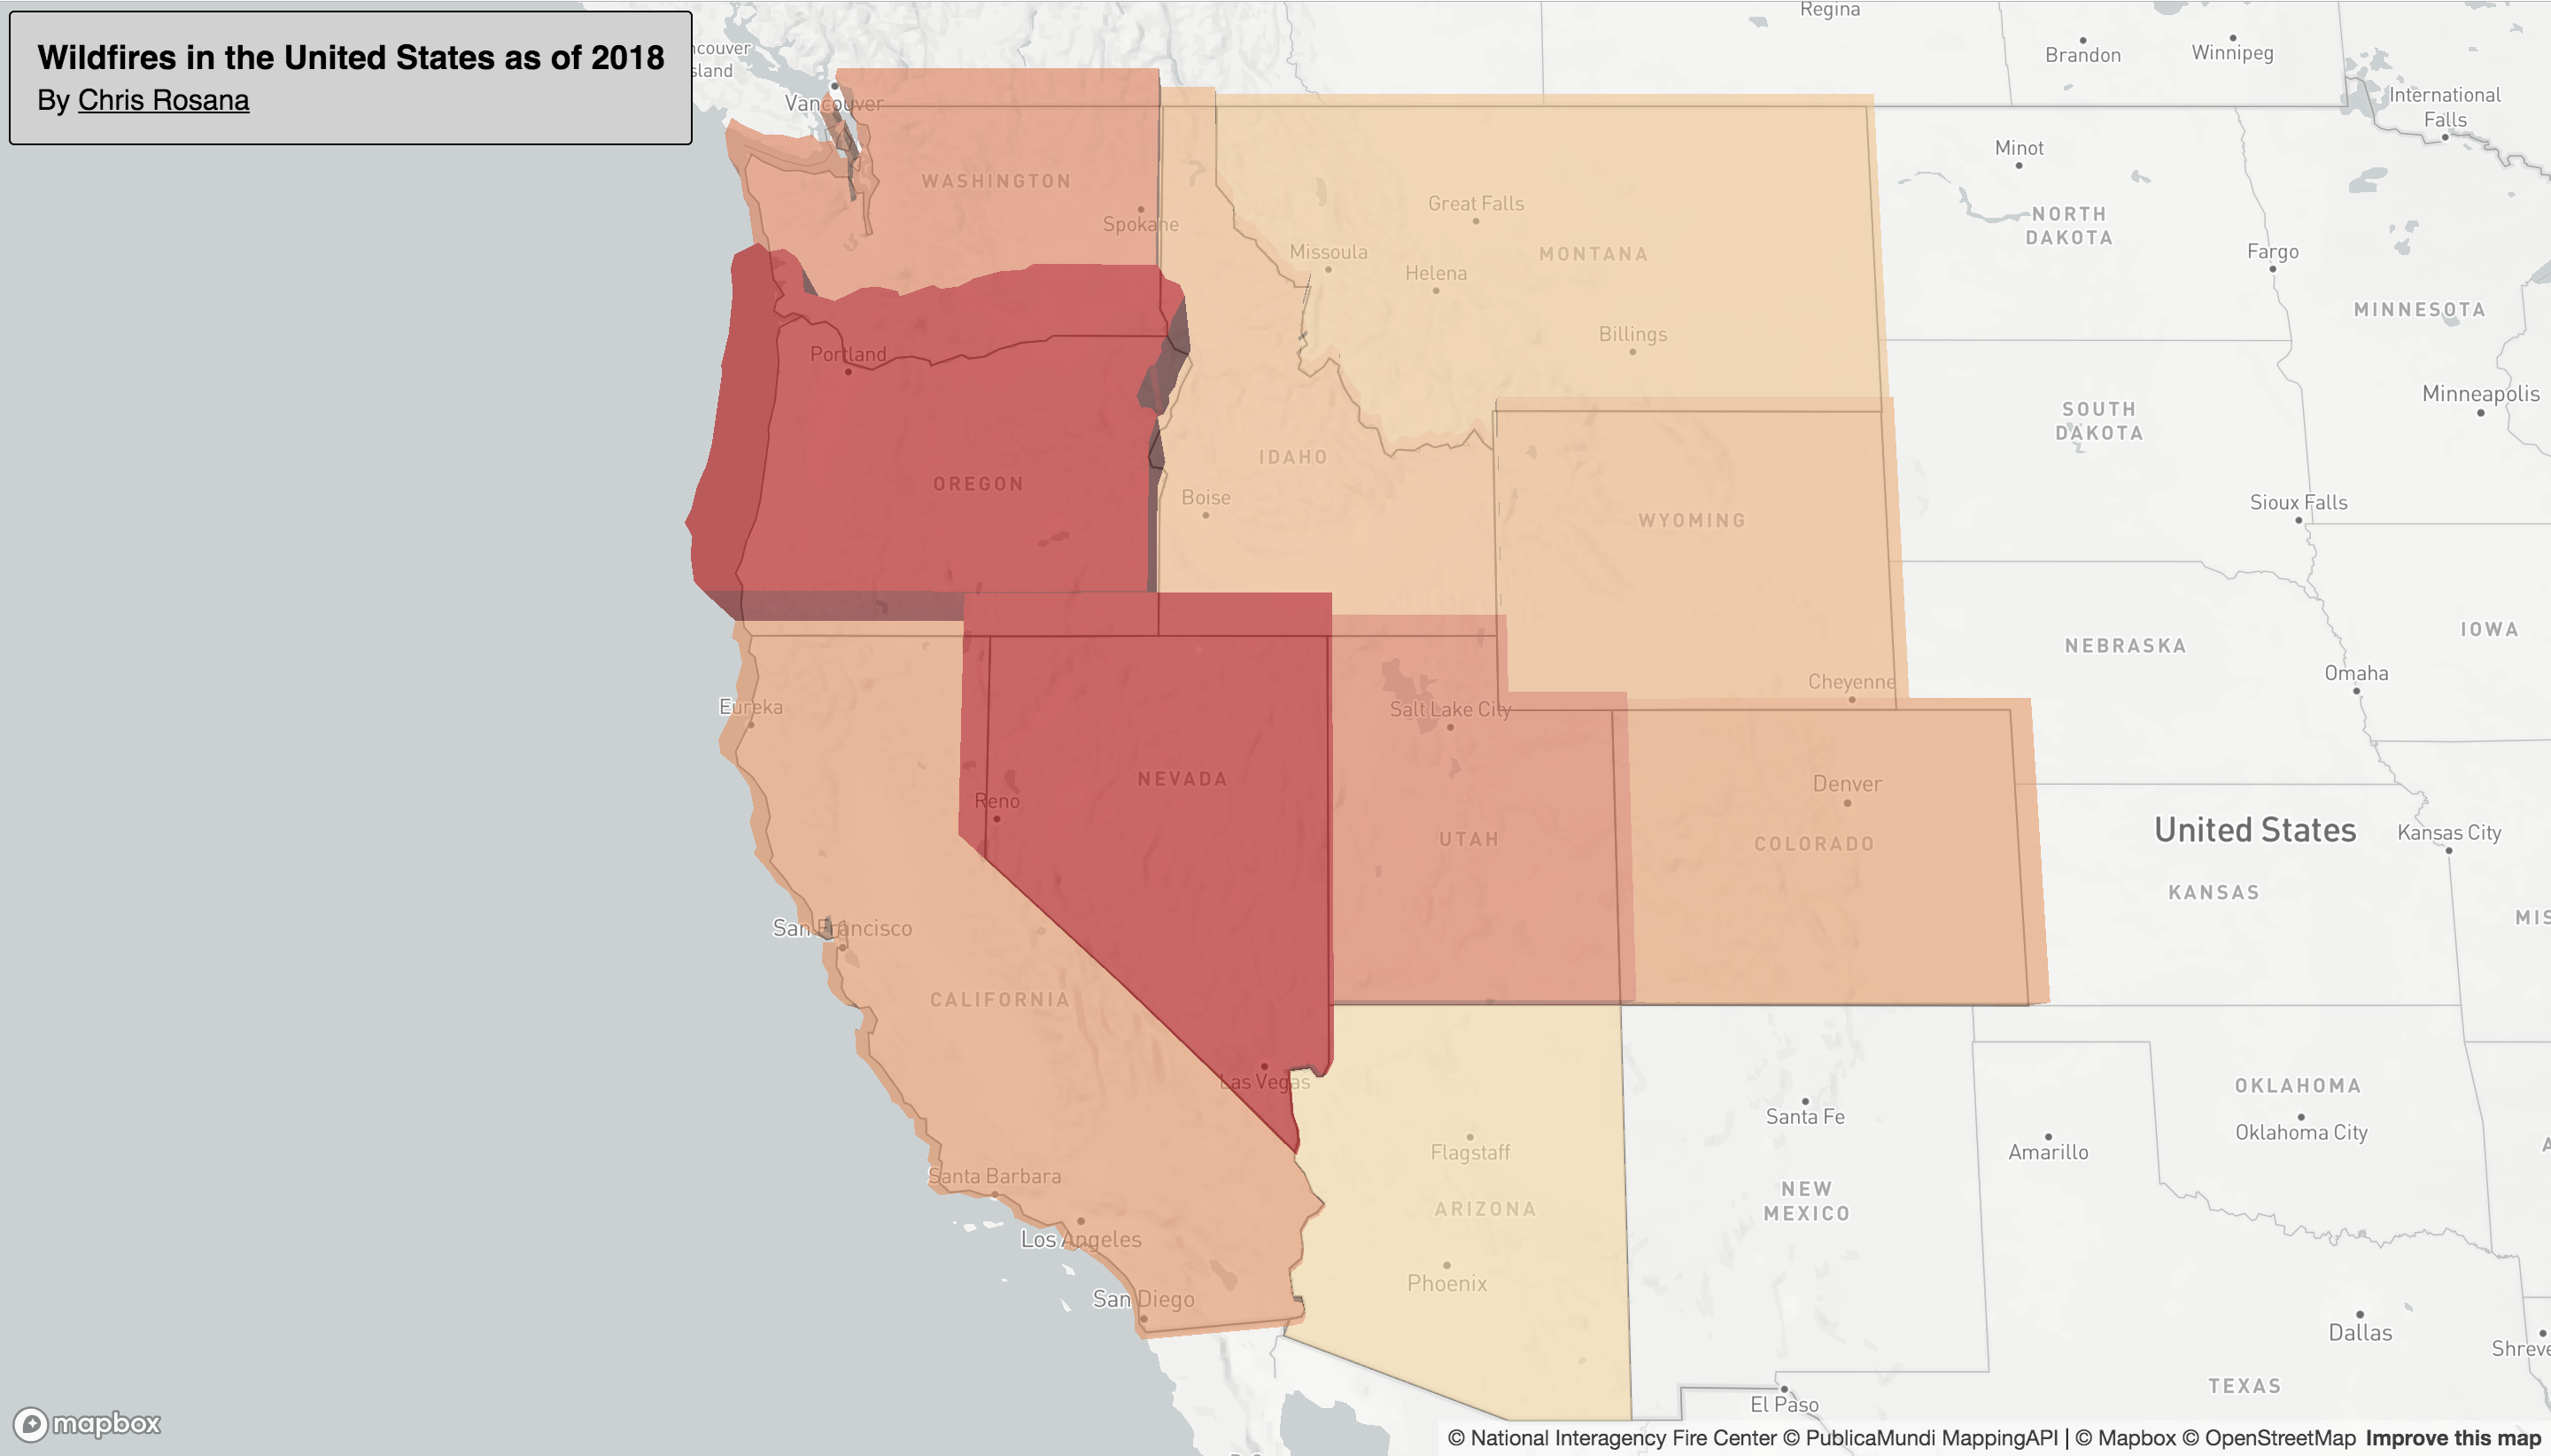 Wildfires in the United States as of 2018
By Chris Rosana
Regina
Brandon
Winnipeg
International
Falls
Vancouver
Minot
WASHINGTON
Spokane
Great Falls
NORTH
DAKOTA
Missoula
MONTANA
Fargo
Helena
MINNESOTA
Billings
Portland
Minneapolis
SOUTH
DAKOTA
IDAHO
OREGON
Boise
Sioux Falls
WYOMING
IOWA
NEBRASKA
Omaha
Cheyenne
Eureka
Salt Lake City
NEVADA
Denver
Reno
United States
Kansas City
UTAH
COLORADO
KANSAS
MIS
San Francisco
CALIFORNIA
Las Vegas
OKLAHOMA
Santa Fe
Oklahoma City
Flagstaff
Amarillo
Santa Barbara
NEW
MEXICO
ARIZONA
Los Angeles
Phoenix
San Diego
Dallas
Shreve
TEXAS
El Paso
mapbox
© National Interagency Fire Center © PublicaMundi MappingAPI | © Mapbox © OpenStreetMap Improve this map